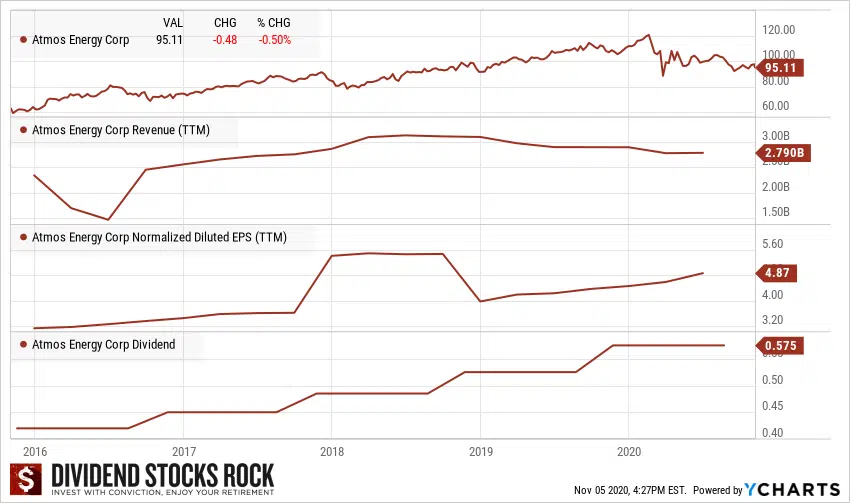 VAL CHG % CHG
Atmos Energy Corp 95.11 -0.48 -0.50%
120.00
100.00
95.11
80.00
60.00
Atmos Energy Corp Revenue (TTM)
3.00B
2.790B
2.00B
1.50B
Atmos Energy Corp Normalized Diluted EPS (TTM)
5.60
4.87
4.00
3.20
Atmos Energy Corp Dividend
0.575
0.50
0.45
0.40
2016 2017 2018 2019 2020
$
DIVIDEND STOCKS ROCK
INVEST WITH CONVICTION, ENJOY YOUR RETIREMENT
Nov 05 2020, 4:27PM EST. Powered by YCHARTS